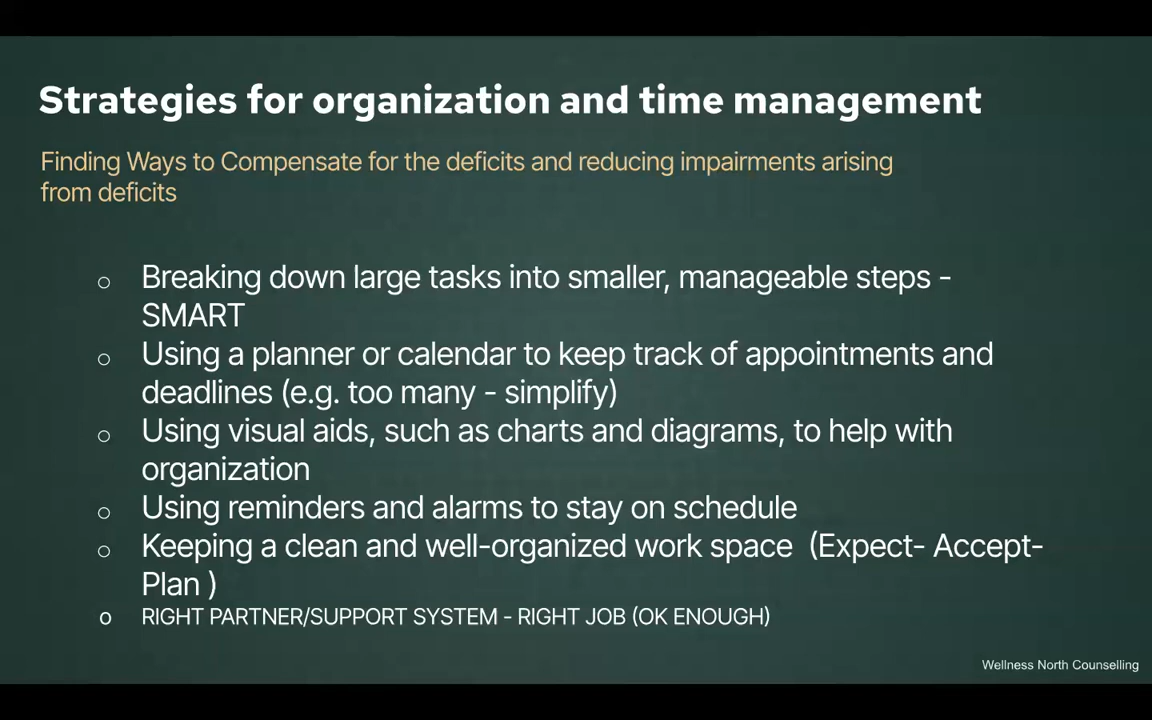 Strategies for organization and time management
Finding Ways to Compensate for the deficits and reducing impairments arising
from deficits
o Breaking down large tasks into smaller, manageable steps -
SMART
o Using a planner or calendar to keep track of appointments and
deadlines (e.g. too many - simplify)
o Using visual aids, such as charts and diagrams, to help with
organization
o Using reminders and alarms to stay on schedule
o Keeping a clean and well-organized work space (Expect- Accept-
Plan )
o RIGHT PARTNER/SUPPORT SYSTEM - RIGHT JOB (OK ENOUGH)
Wellness North Counselling